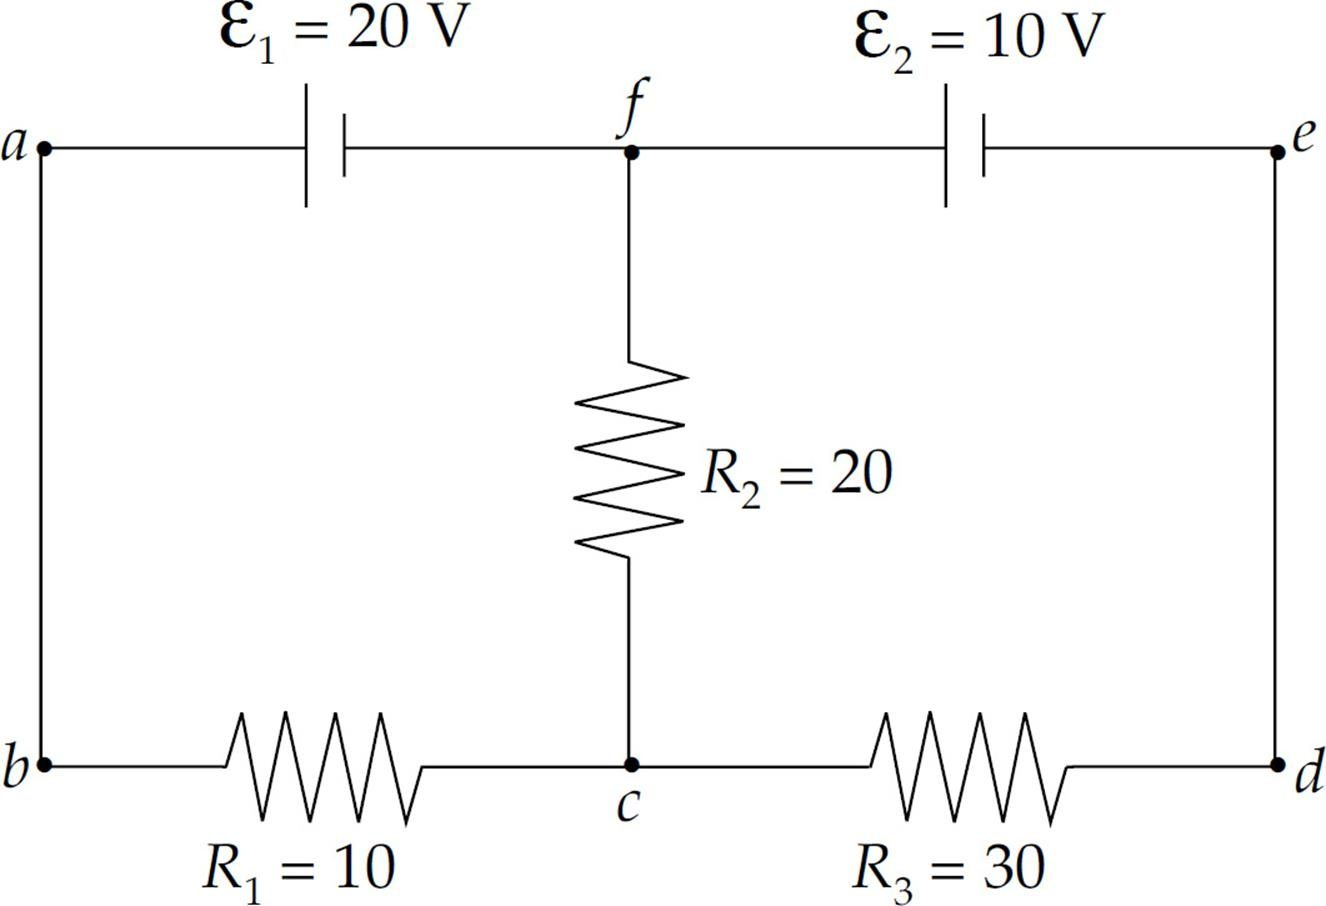 ε₁ = 20 V
ε₂ = 10 V
f
a
e
R₂ = 20
b
c
d
R₁ = 10
R₃ = 30